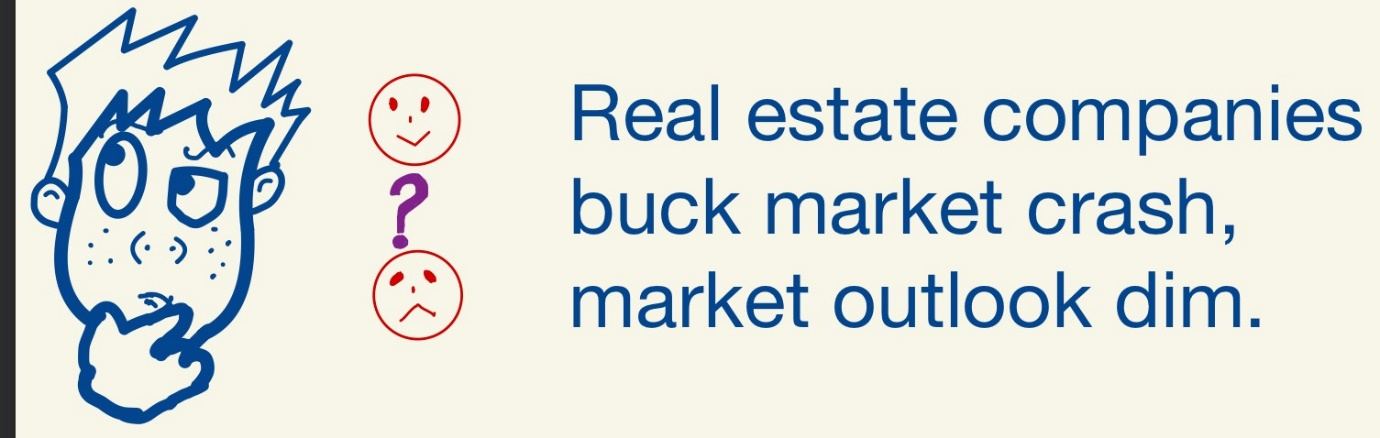 ?
Real estate companies
buck market crash,
market outlook dim.